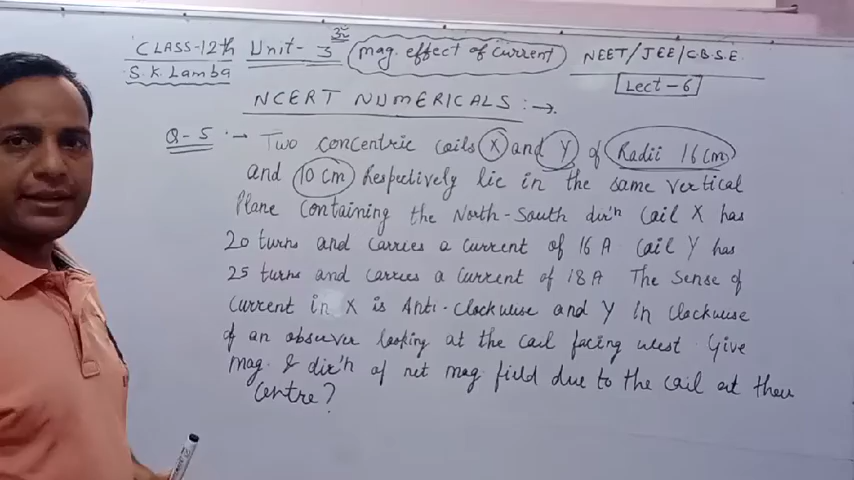 CLASS-12th Unit-3 mag. effect of current NEET/JEE/C.B.S.E.
S.K. Lamba Lect-6
NCERT NUMERICALS :→.
Q-5 :→ Two concentric coils X and Y of Radii 16 cm
and 10 cm Respectively lie in the same vertical
Plane containing the North-South dir'n coil X has
20 turns and carries a current of 16 A coil Y has
25 turns and carries a current of 18 A The Sense of
current in X is Anti-clockwise and Y in clockwise
of an observer looking at the coil facing west. Give
mag. & dir'n of net mag. field due to the coil at their
centre?